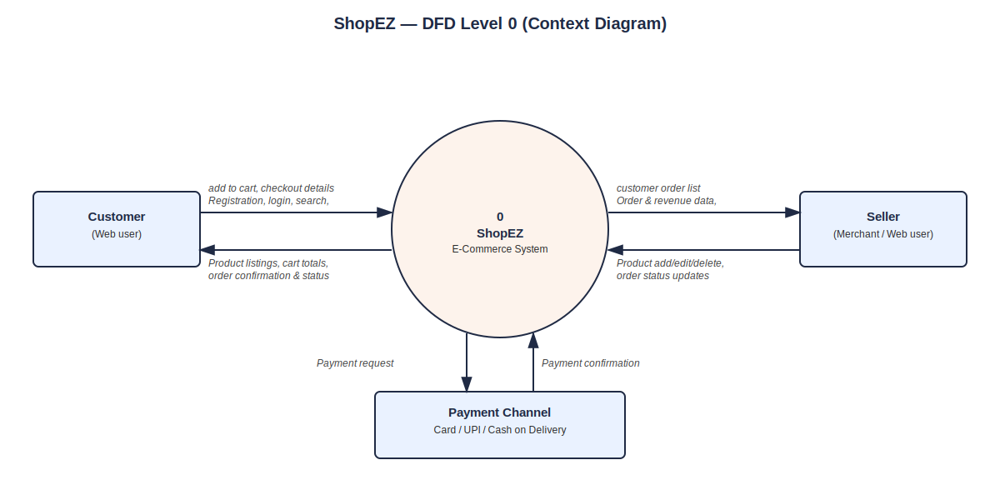 ShopEZ — DFD Level 0 (Context Diagram)
add to cart, checkout details
Registration, login, search,
customer order list
Order & revenue data,
Customer
(Web user)
0
ShopEZ
E-Commerce System
Seller
(Merchant / Web user)
Product listings, cart totals,
order confirmation & status
Product add/edit/delete,
order status updates
Payment request
Payment confirmation
Payment Channel
Card / UPI / Cash on Delivery